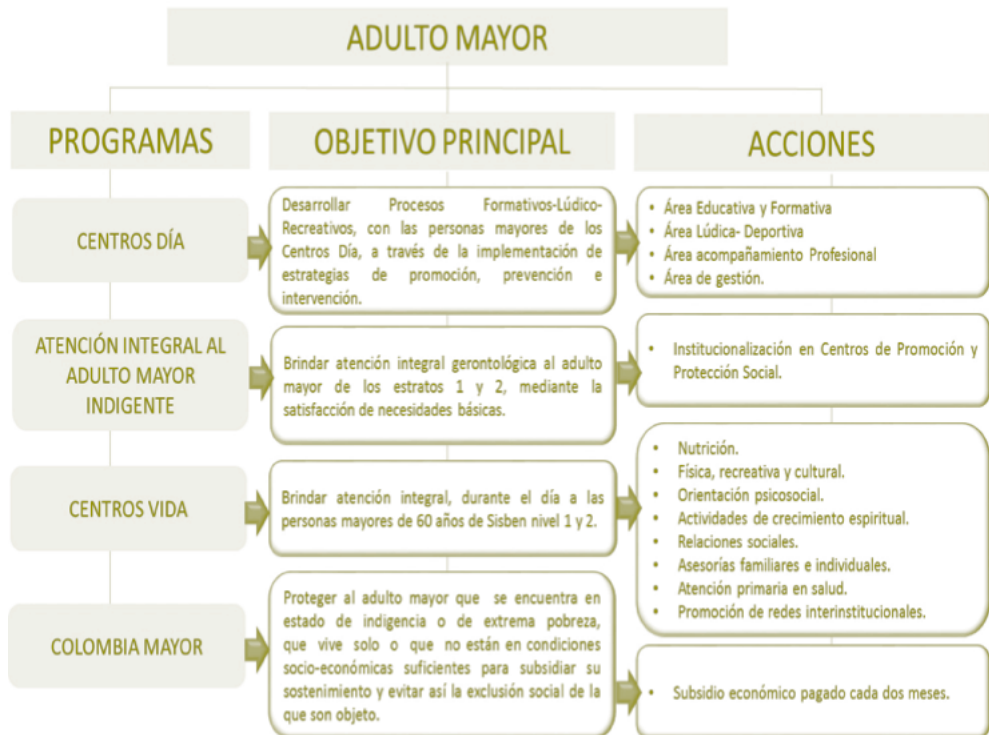 ADULTO MAYOR
PROGRAMAS
OBJETIVO PRINCIPAL
ACCIONES
CENTROS DÍA
Desarrollar Procesos Formativos-Lúdico-
Recreativos, con las personas mayores de los
Centros Día, a través de la implementación de
estrategias de promoción, prevención e
intervención.
• Área Educativa y Formativa
• Área Lúdica- Deportiva
• Área acompañamiento Profesional
• Área de gestión.
ATENCIÓN INTEGRAL AL
ADULTO MAYOR
INDIGENTE
Brindar atención integral gerontológica al adulto
mayor de los estratos 1 y 2, mediante la
satisfacción de necesidades básicas.
• Institucionalización en Centros de Promoción y
Protección Social.
CENTROS VIDA
Brindar atención integral, durante el día a las
personas mayores de 60 años de Sisben nivel 1 y 2.
• Nutrición.
• Física, recreativa y cultural.
• Orientación psicosocial.
• Actividades de crecimiento espiritual.
• Relaciones sociales.
• Asesorías familiares e individuales.
• Atención primaria en salud.
• Promoción de redes interinstitucionales.
COLOMBIA MAYOR
Proteger al adulto mayor que se encuentra en
estado de indigencia o de extrema pobreza,
que vive solo o que no están en condiciones
socio-económicas suficientes para subsidiar su
sostenimiento y evitar así la exclusión social de la
que son objeto.
• Subsidio económico pagado cada dos meses.